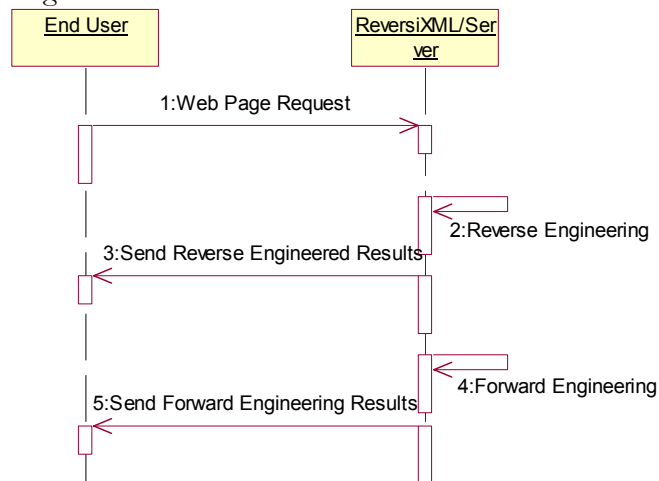 End User
ReversiXML/Ser
ver
1:Web Page Request
2:Reverse Engineering
3:Send Reverse Engineered Results
4:Forward Engineering
5:Send Forward Engineering Results